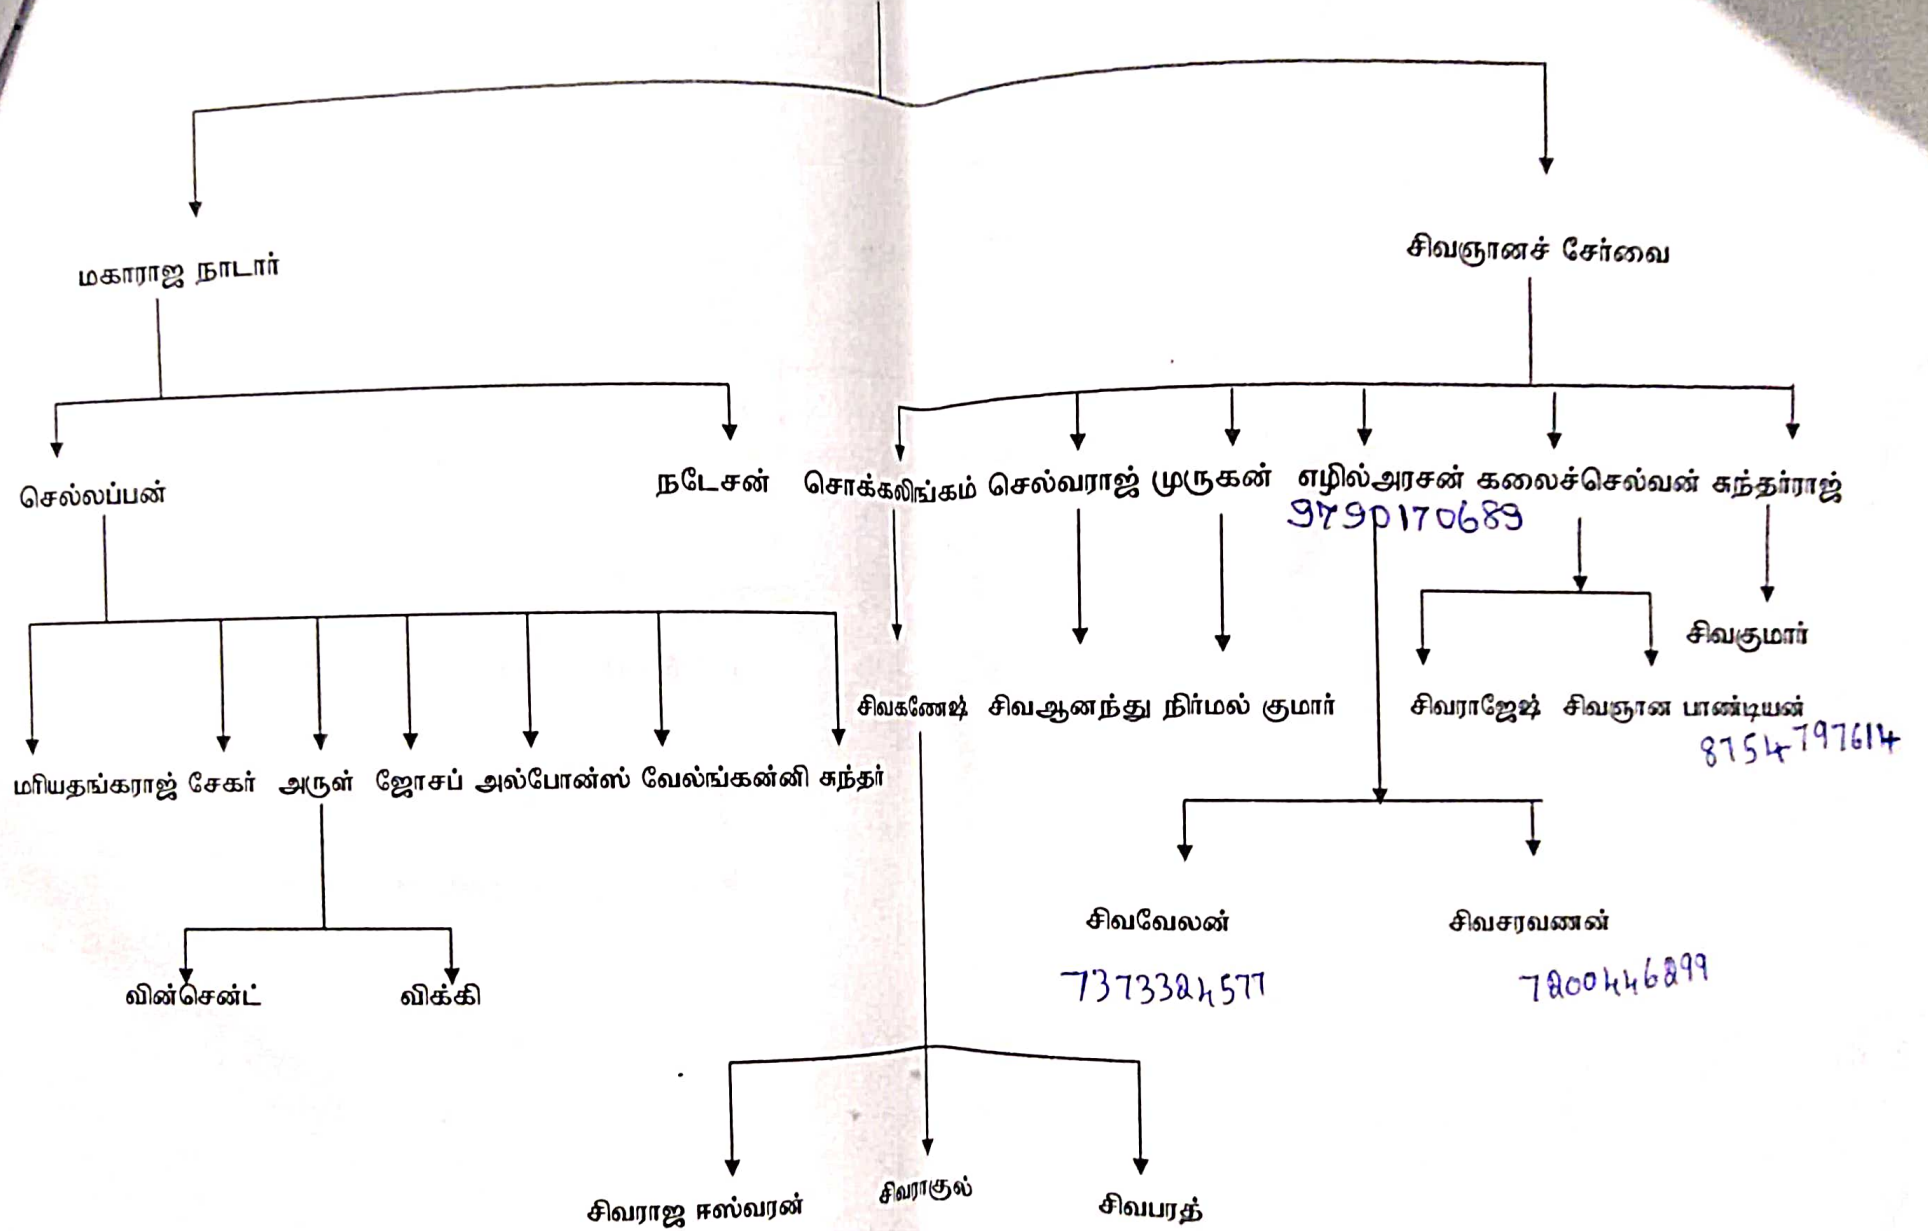 மகாராஜ நாடார்
சிவஞானச் சேர்வை
செல்லப்பன்
நடேசன்
சொக்கலிங்கம் செல்வராஜ் முருகன் எழில்அரசன் கலைச்செல்வன் சுந்தர்ராஜ்
9790170689
சிவகுமார்
சிவகணேஷ் சிவஆனந்து நிர்மல் குமார்
சிவராஜேஷ் சிவஞான பாண்டியன்
8754797614
மரியதங்கராஜ் சேகர் அருள் ஜோசப் அல்போன்ஸ் வேல்ங்கன்னி சுந்தர்
சிவவேலன்
சிவசரவணன்
7373324577
7200446299
வின்சென்ட்
விக்கி
சிவராஜ ஈஸ்வரன்
சிவராகுல்
சிவபரத்